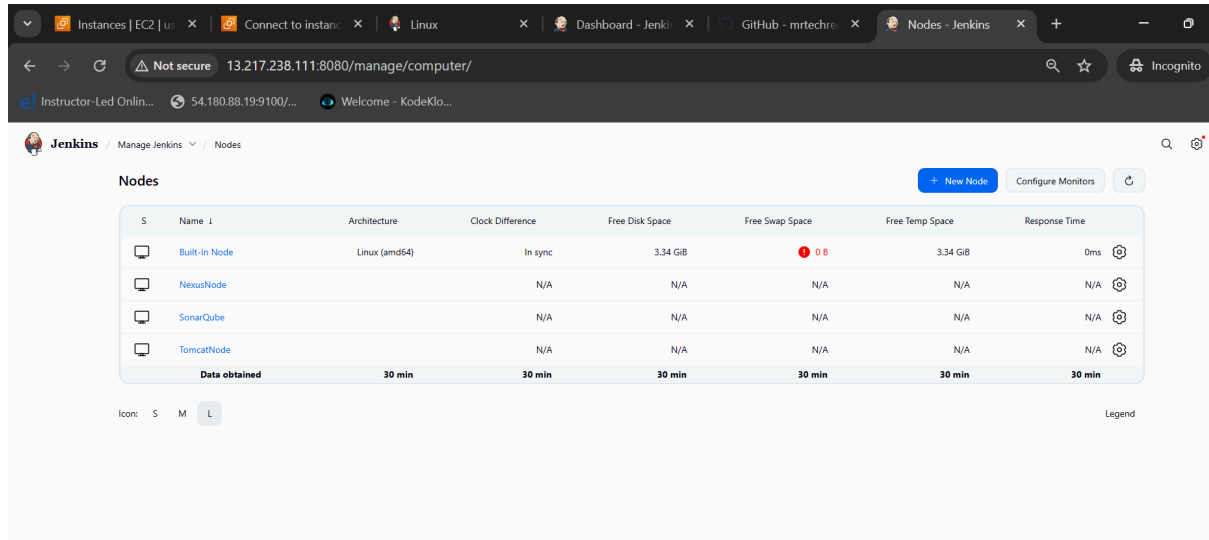 Instances | EC2 | us
Connect to instanc
Linux
Dashboard - Jenki
GitHub - mrtechre
Nodes - Jenkins
Not secure 13.217.238.111:8080/manage/computer/
Incognito
Instructor-Led Onlin... 54.180.88.19:9100/... Welcome - KodeKlo...
Jenkins / Manage Jenkins / Nodes
Nodes
+ New Node Configure Monitors
S Name ↓ Architecture Clock Difference Free Disk Space Free Swap Space Free Temp Space Response Time
Built-In Node Linux (amd64) In sync 3.34 GiB 0 B 3.34 GiB 0ms
NexusNode N/A N/A N/A N/A N/A
SonarQube N/A N/A N/A N/A N/A
TomcatNode N/A N/A N/A N/A N/A
Data obtained 30 min 30 min 30 min 30 min 30 min 30 min
Icon: S M L Legend